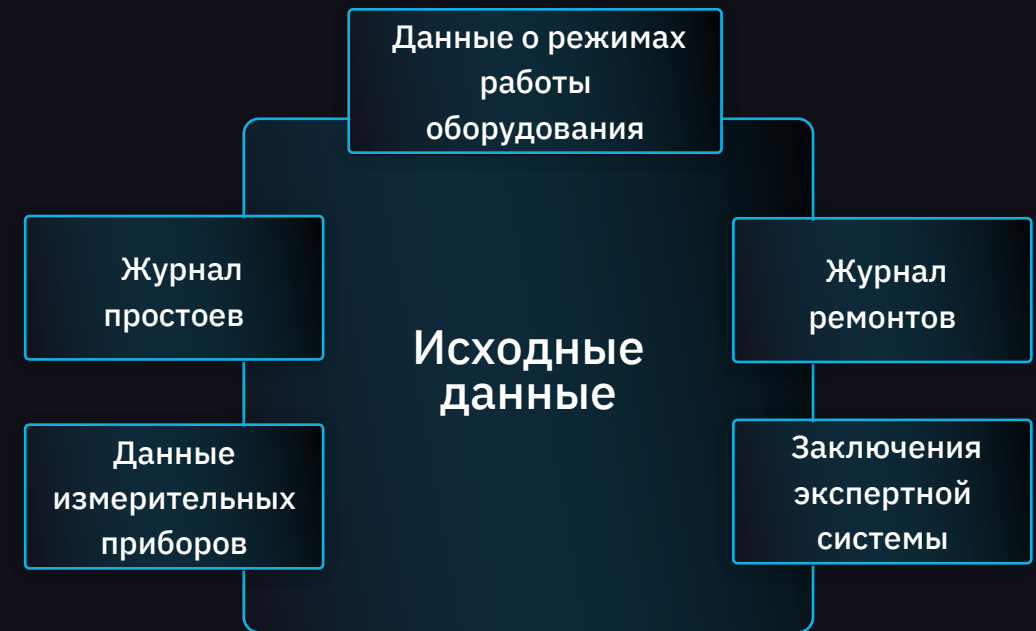 Данные о режимах
работы
оборудования
Журнал
простоев
Журнал
ремонтов
Исходные
данные
Данные
измерительных
приборов
Заключения
экспертной
системы